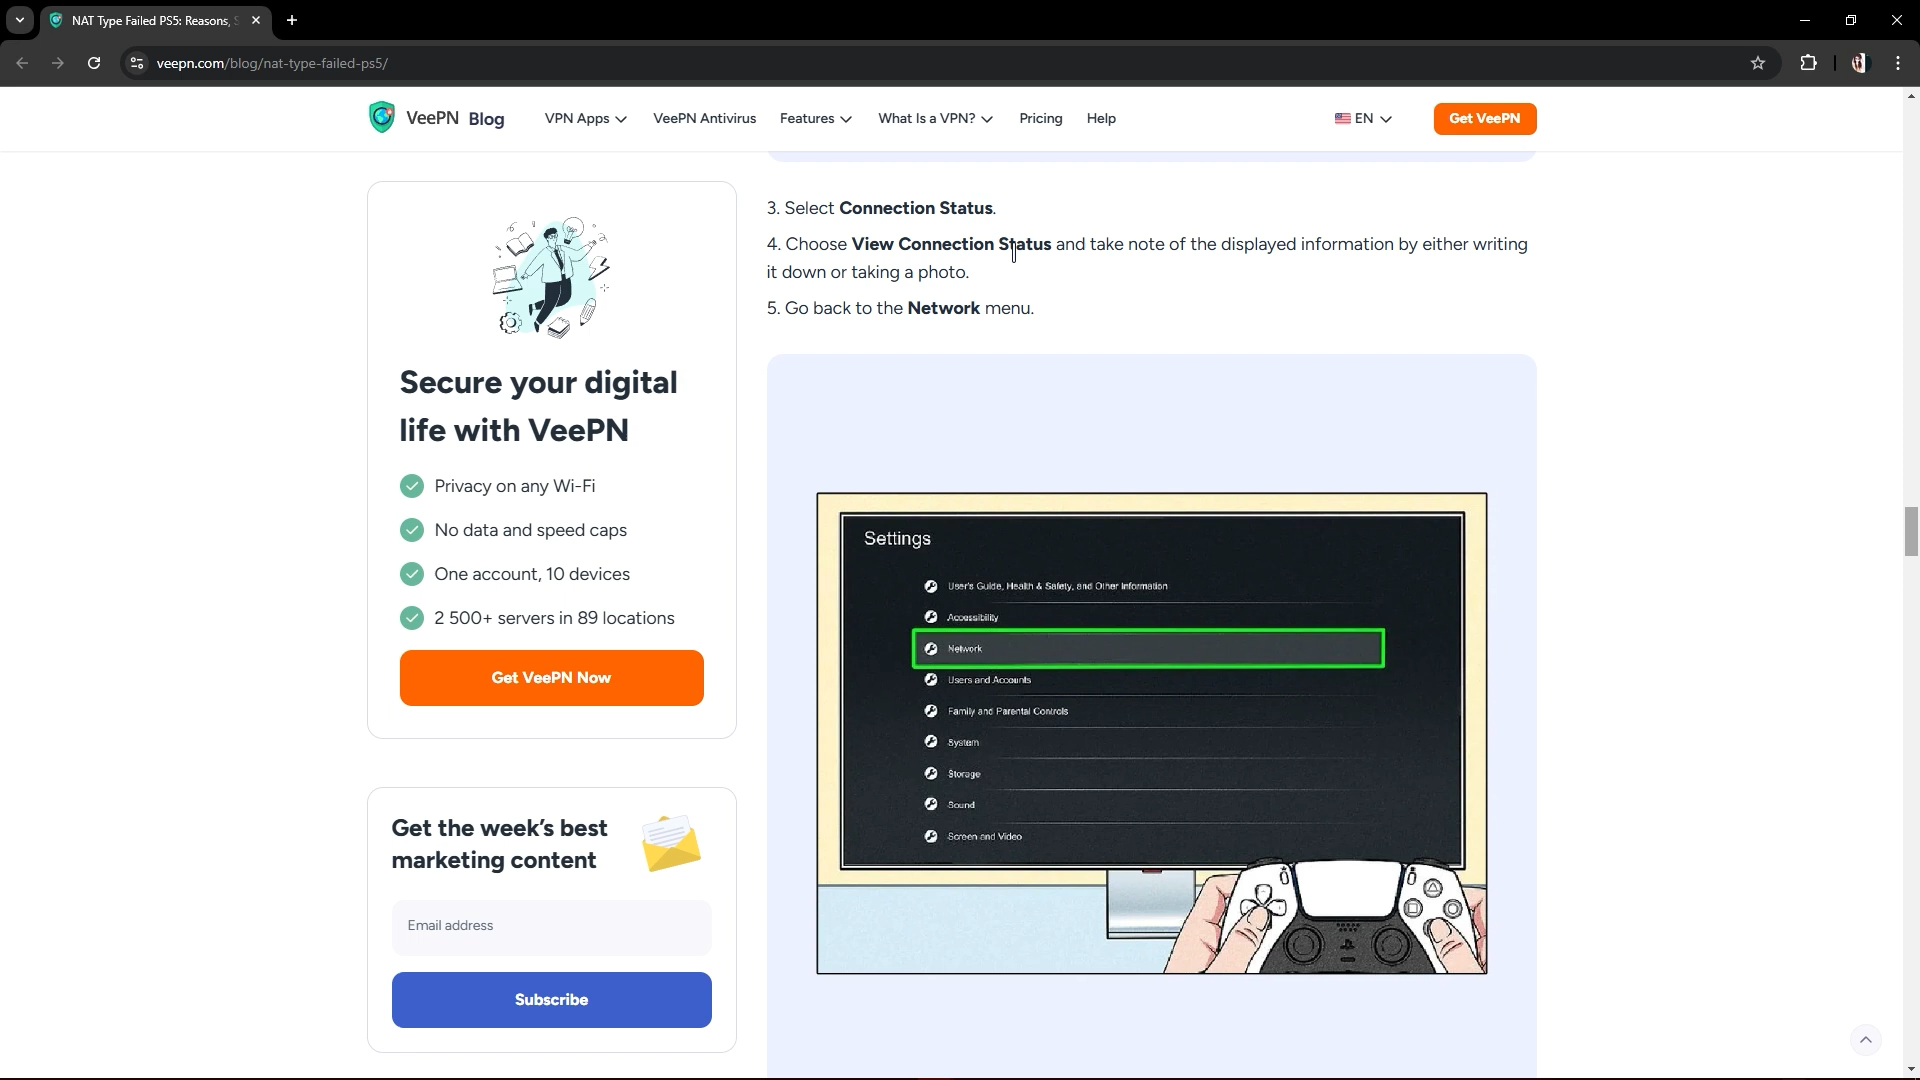 NAT Type Failed PS5: Reasons, S
veepn.com/blog/nat-type-failed-ps5/
VeePN Blog
VPN Apps
VeePN Antivirus
Features
What Is a VPN?
Pricing
Help
EN
Get VeePN
Secure your digital
life with VeePN
Privacy on any Wi-Fi
No data and speed caps
One account, 10 devices
2 500+ servers in 89 locations
Get VeePN Now
Get the week's best
marketing content
Email address
Subscribe
3. Select Connection Status.
4. Choose View Connection Status and take note of the displayed information by either writing
it down or taking a photo.
5. Go back to the Network menu.
Settings
User's Guide, Health & Safety, and Other Information
Accessibility
Network
Users and Accounts
Family and Parental Controls
System
Storage
Sound
Screen and Video